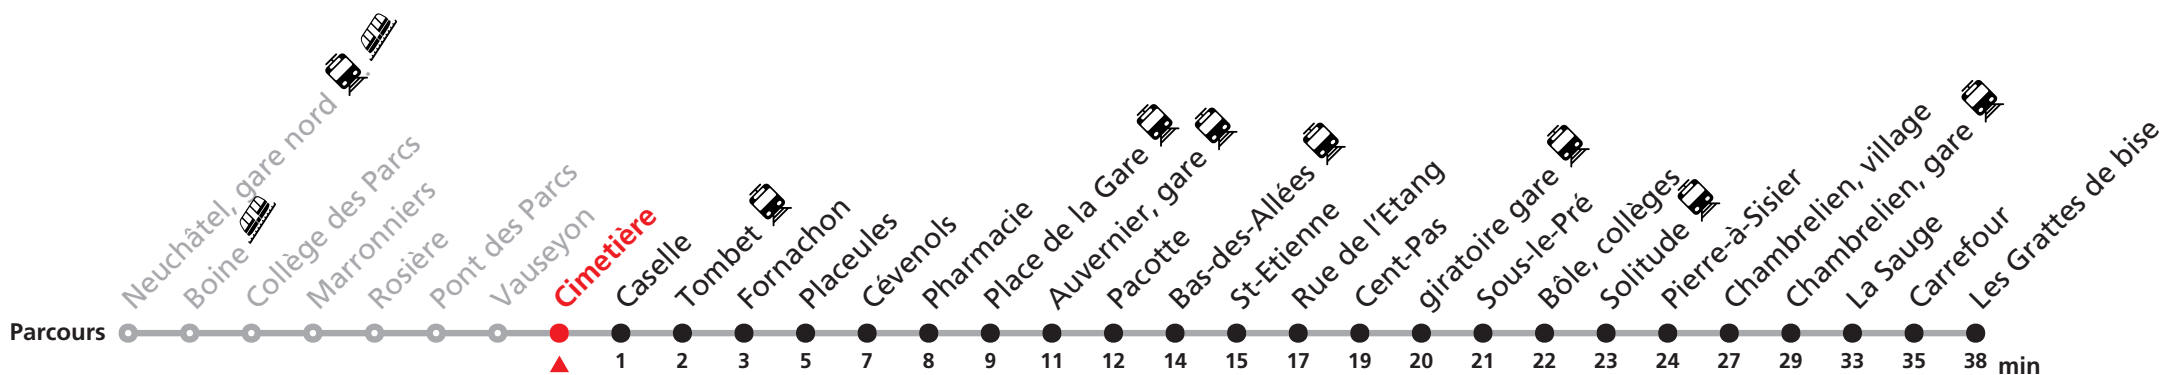 Neuchâtel, gare nord
Boine
Collège des Parcs
Marronniers
Rosière
Pont des Parcs
Vauseyon
Cimetière
Caselle
Tombet
Fornachon
Placeules
Cévenols
Pharmacie
Place de la Gare
Auvernier, gare
Pacotte
Bas-des-Allées
St-Etienne
Rue de l'Etang
Cent-Pas
giratoire gare
Sous-le-Pré
Bôle, collèges
Solitude
Pierre-à-Sisier
Chambrelien, village
Chambrelien, gare
La Sauge
Carrefour
Les Grattes de bise
Parcours
1 2 3 5 7 8 9 11 12 14 15 17 19 20 21 22 23 24 27 29 33 35 38 min